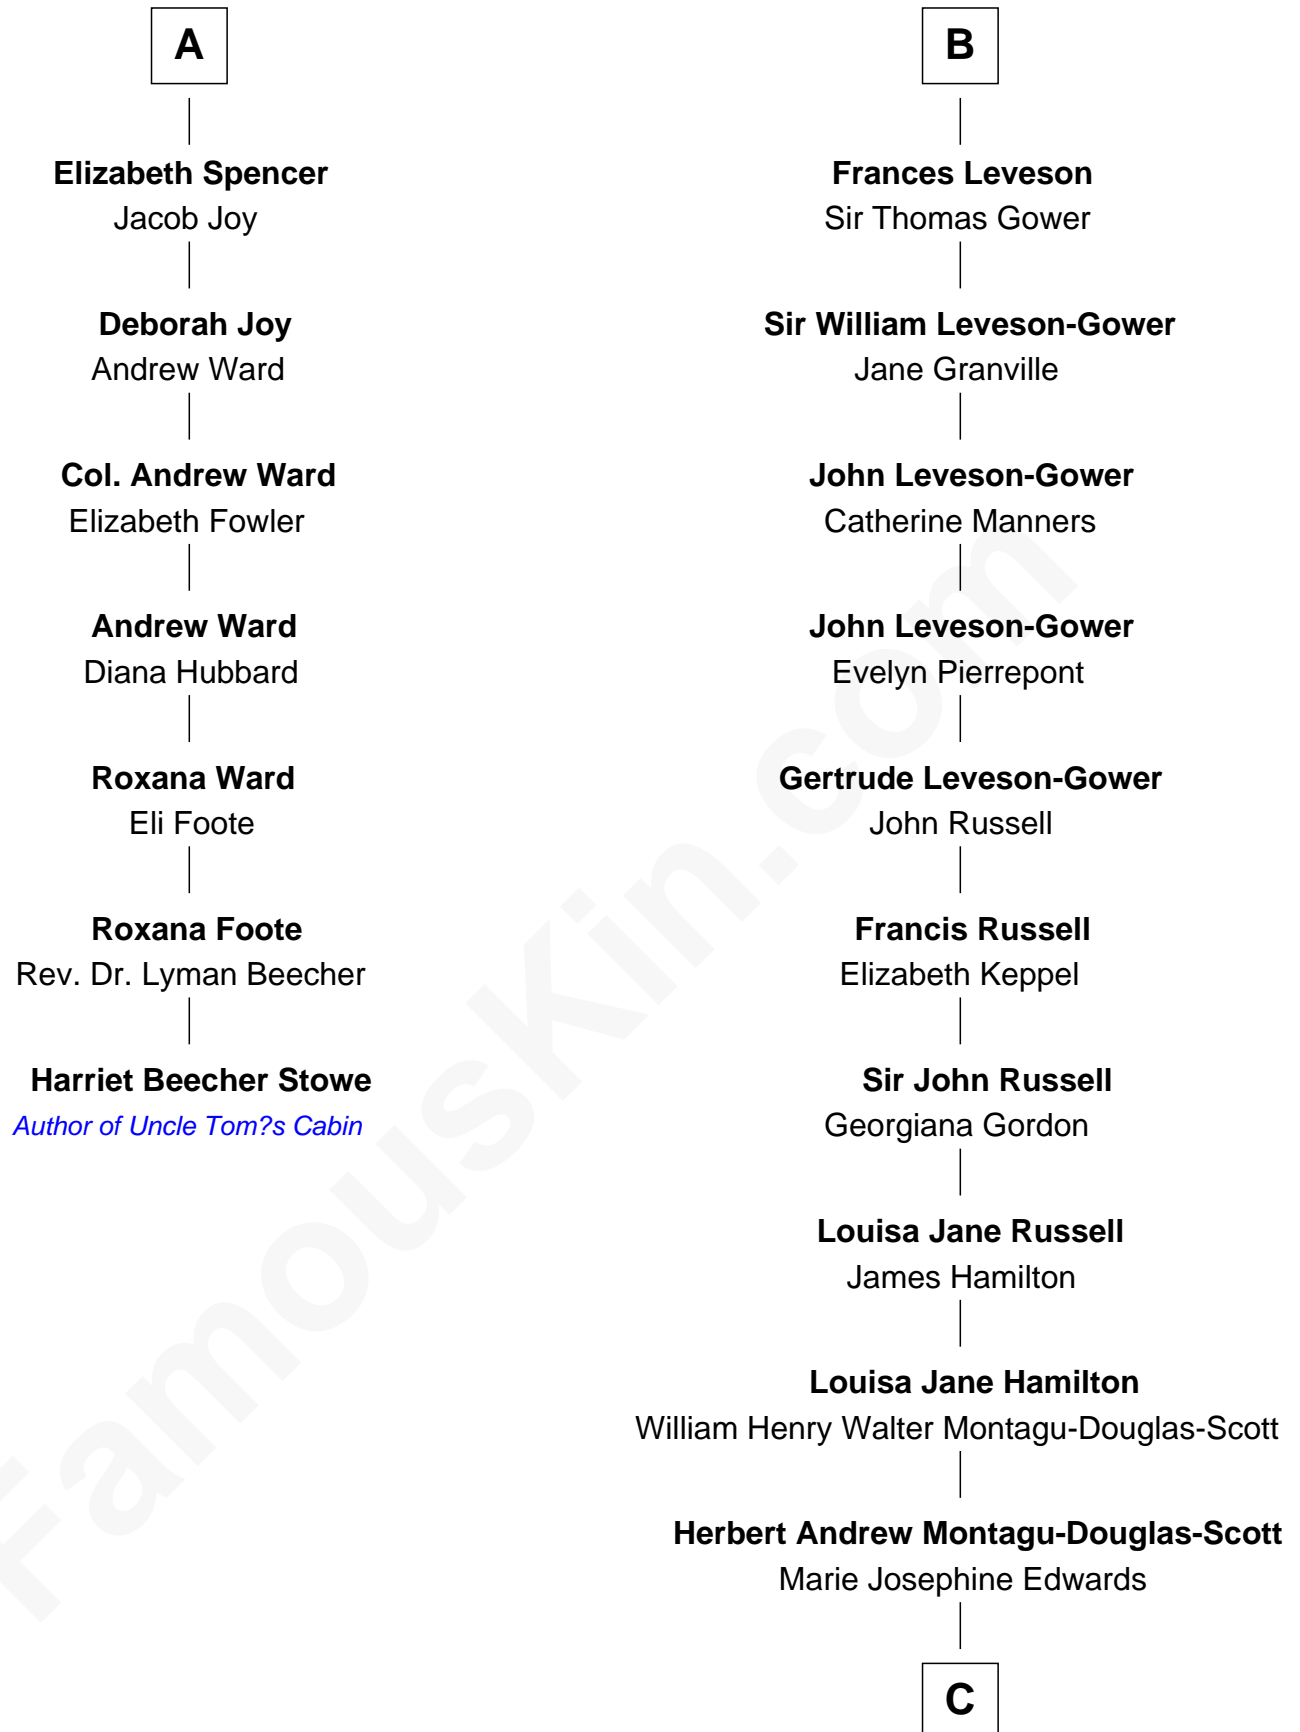 A
Elizabeth Spencer
Jacob Joy
Deborah Joy
Andrew Ward
Col. Andrew Ward
Elizabeth Fowler
Andrew Ward
Diana Hubbard
Roxana Ward
Eli Foote
Roxana Foote
Rev. Dr. Lyman Beecher
Harriet Beecher Stowe
Author of Uncle Tom?s Cabin
B
Frances Leveson
Sir Thomas Gower
Sir William Leveson-Gower
Jane Granville
John Leveson-Gower
Catherine Manners
John Leveson-Gower
Evelyn Pierrepont
Gertrude Leveson-Gower
John Russell
Francis Russell
Elizabeth Keppel
Sir John Russell
Georgiana Gordon
Louisa Jane Russell
James Hamilton
Louisa Jane Hamilton
William Henry Walter Montagu-Douglas-Scott
Herbert Andrew Montagu-Douglas-Scott
Marie Josephine Edwards
C
FamousKin.com